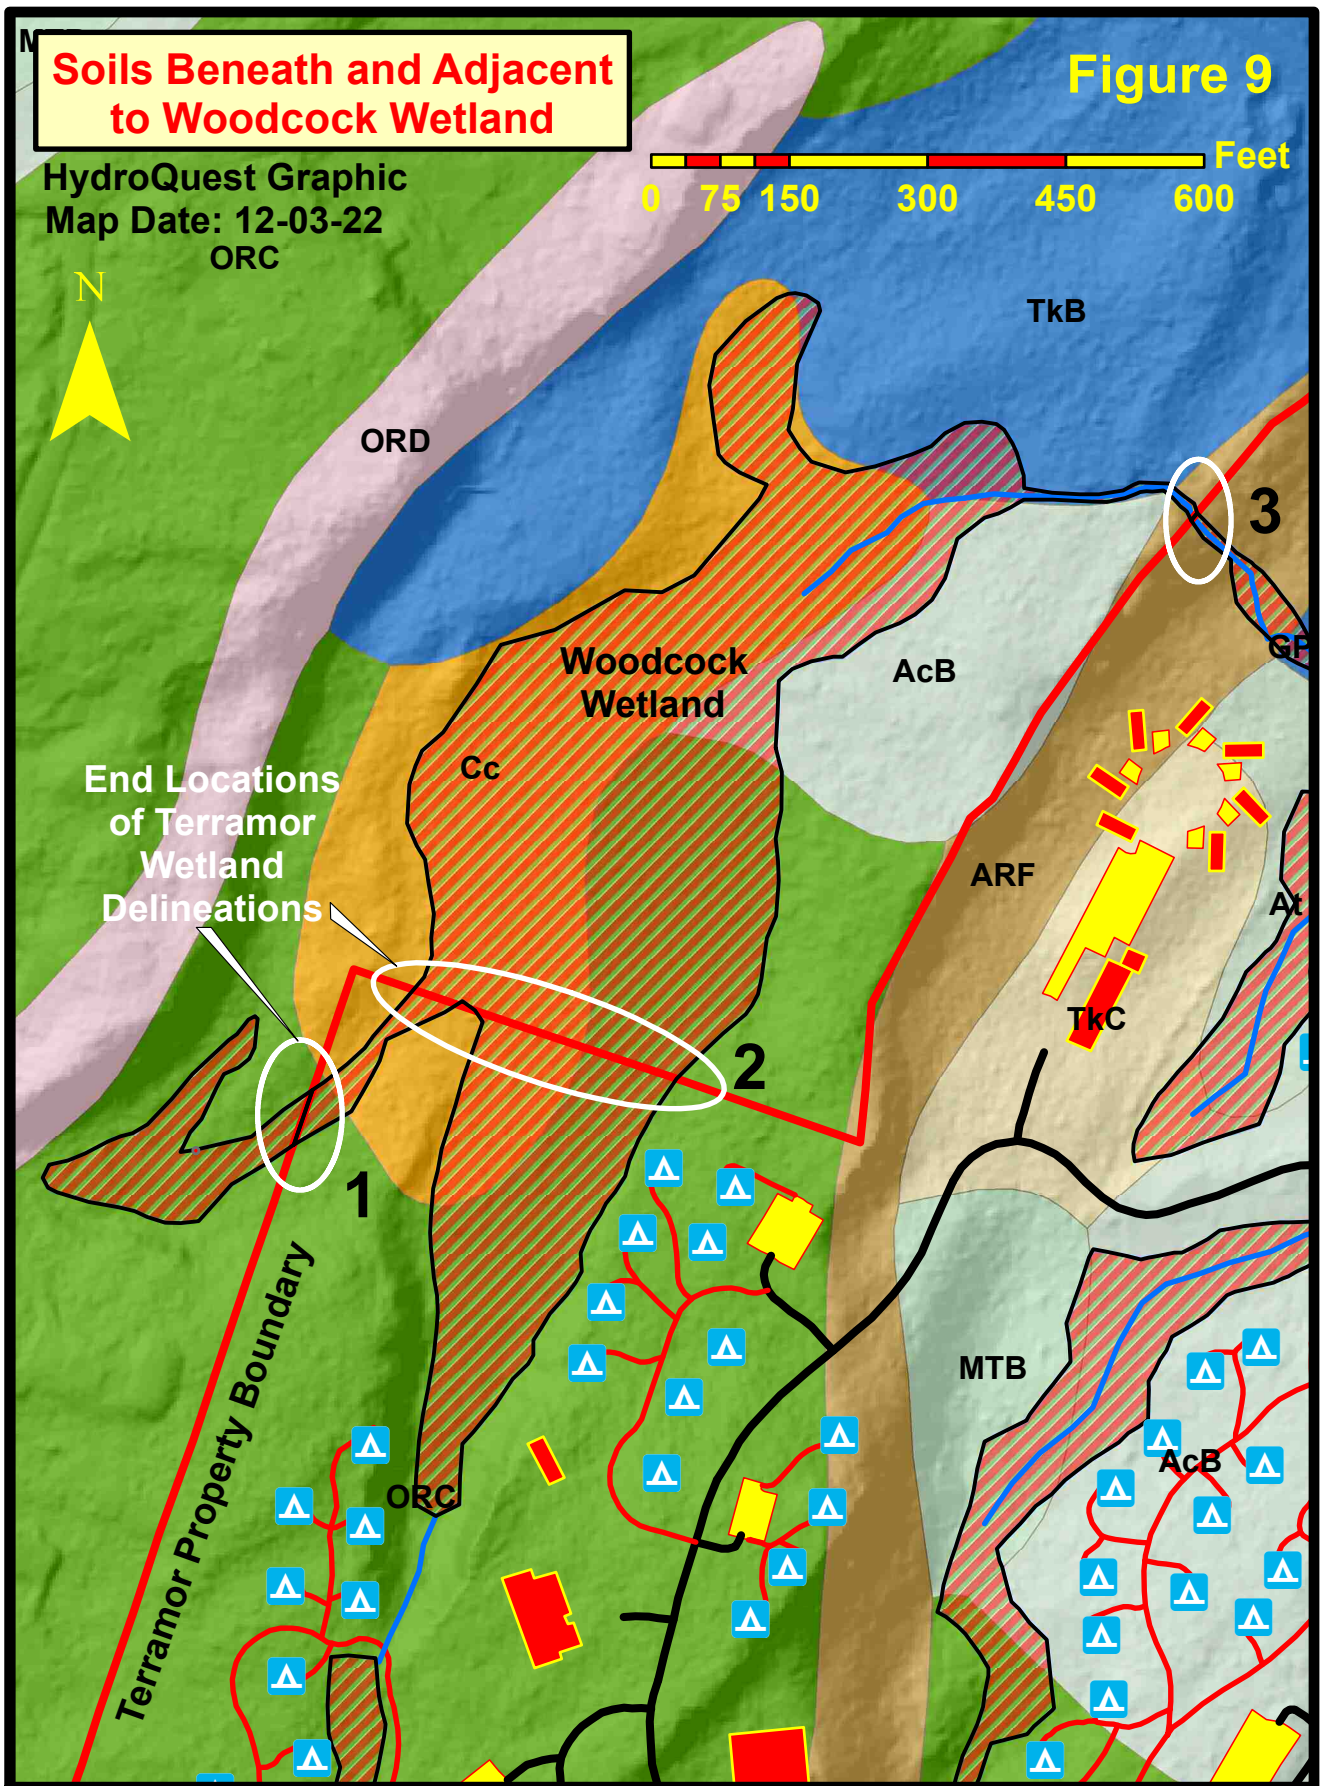 Soils Beneath and Adjacent
to Woodcock Wetland
Figure 9
Feet
0 75 150 300 450 600
HydroQuest Graphic
Map Date: 12-03-22
ORC
N
TkB
ORD
3
GP
Woodcock
Wetland
AcB
Cc
End Locations
of Terramor
Wetland
Delineations
ARF
At
TkC
2
1
Terramor Property Boundary
MTB
AcB
ORC